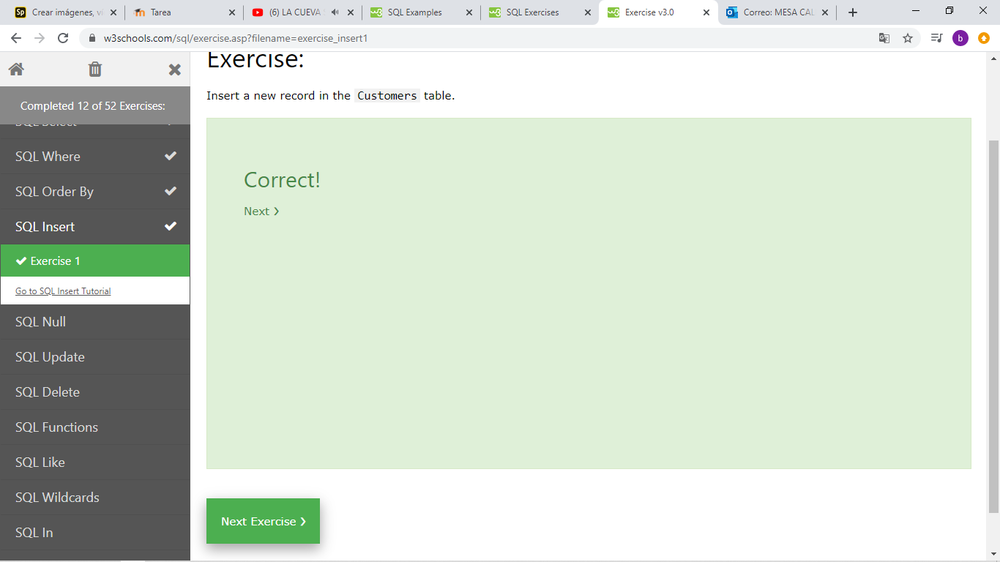 Crear imágenes, ví
Tarea
(6) LA CUEVA
SQL Examples
SQL Exercises
Exercise v3.0
Correo: MESA CAL
w3schools.com/sql/exercise.asp?filename=exercise_insert1
b
Completed 12 of 52 Exercises:
SQL Select
SQL Where
SQL Order By
SQL Insert
Exercise 1
Go to SQL Insert Tutorial
SQL Null
SQL Update
SQL Delete
SQL Functions
SQL Like
SQL Wildcards
SQL In
Exercise:
Insert a new record in the Customers table.
Correct!
Next ❯
Next Exercise ❯